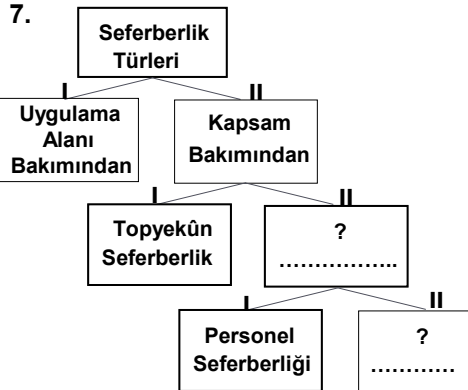 7.
Seferberlik
Türleri
I
II
Uygulama
Alanı
Bakımından
Kapsam
Bakımından
I
II
Topyekûn
Seferberlik
?
……………..
I
II
Personel
Seferberliği
?
…………